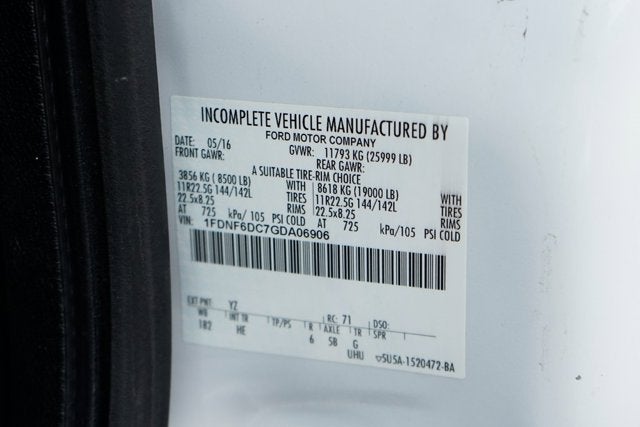 INCOMPLETE VEHICLE MANUFACTURED BY
FORD MOTOR COMPANY
DATE: 05/16 GVWR: 11793 KG (25999 LB)
FRONT GAWR: REAR GAWR:
A SUITABLE TIRE-RIM CHOICE
3856 KG ( 8500 LB) WITH 8618 KG (19000 LB) WITH
11R22.5G 144/142L TIRES 11R22.5G 144/142L TIRES
22.5x8.25 RIMS 22.5x8.25 RIMS
AT 725 kPa/ 105 PSI COLD AT 725 kPa/105 PSI COLD
VIN: 1FDNF6DC7GDA06906
EXT PNT: YZ RC: 71 DSO:
WB INT TR TP/PS R AXLE TR SPR
182 HE 6 5B G
UHU 5U5A-1520472-BA